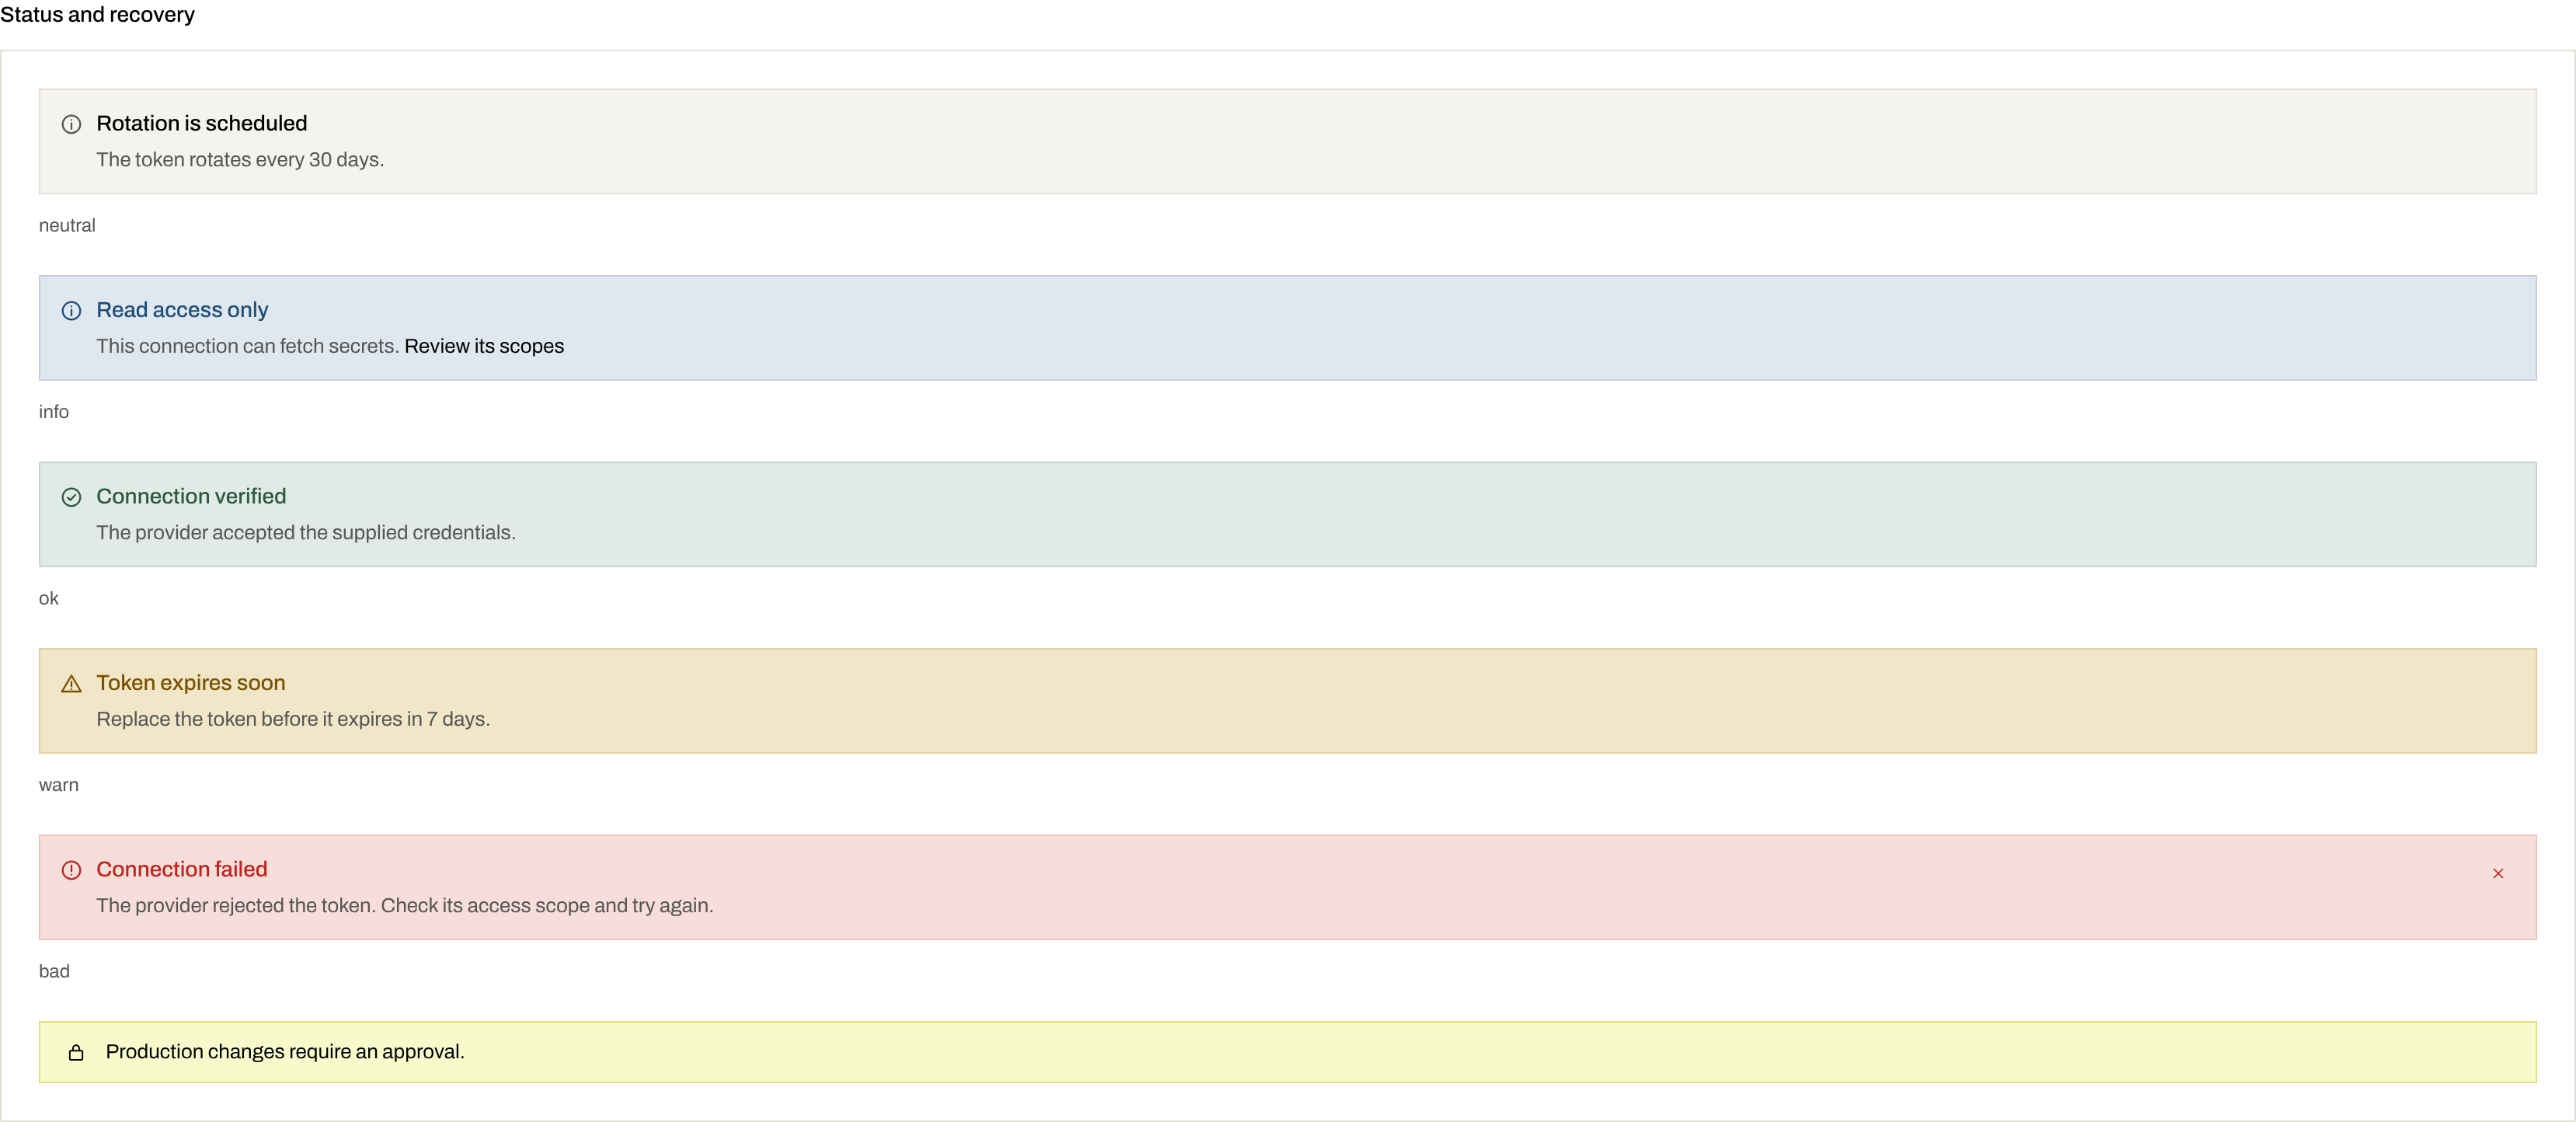 Status and recovery
Rotation is scheduled
The token rotates every 30 days.
neutral
Read access only
This connection can fetch secrets. Review its scopes
info
Connection verified
The provider accepted the supplied credentials.
ok
Token expires soon
Replace the token before it expires in 7 days.
warn
Connection failed
The provider rejected the token. Check its access scope and try again.
bad
Production changes require an approval.